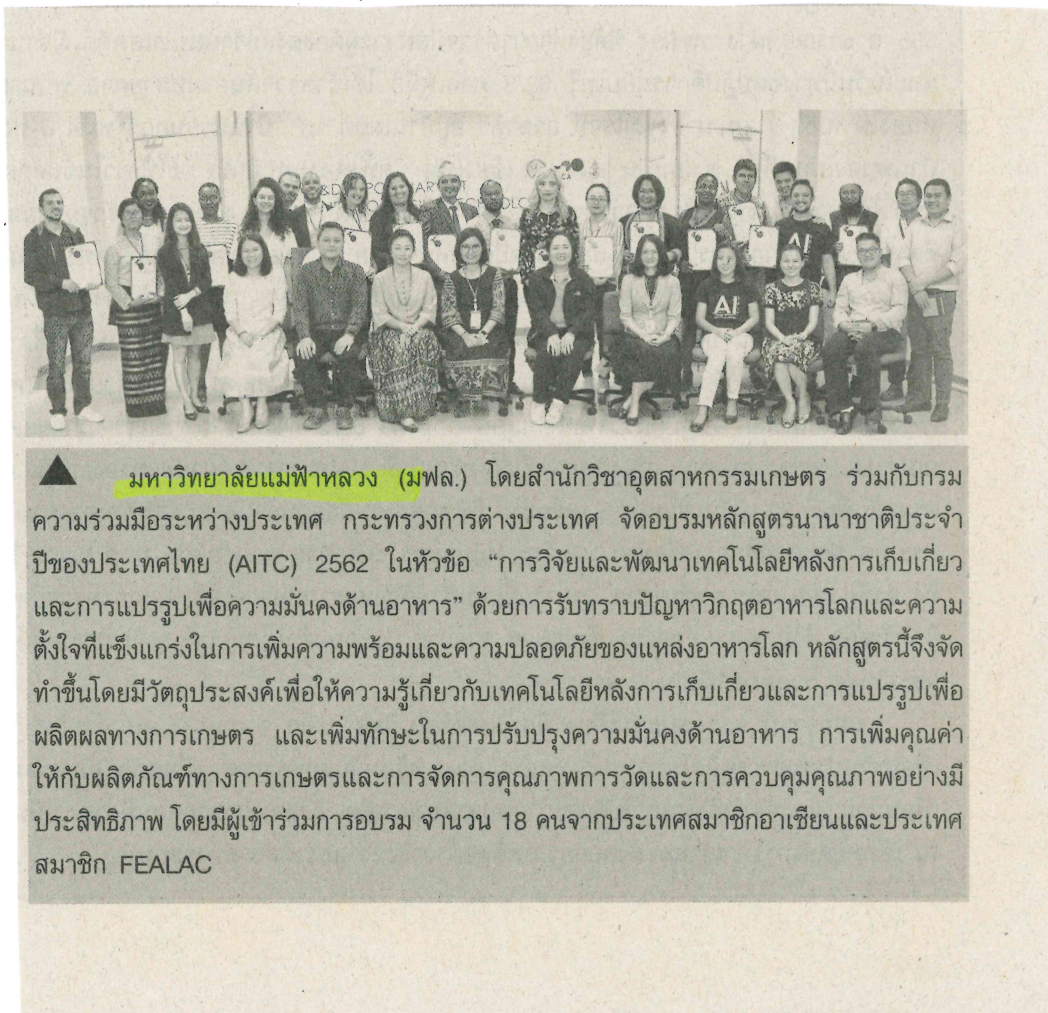 AI
AI
มหาวิทยาลัยแม่ฟ้าหลวง (มฟล.) โดยสำนักวิชาอุตสาหกรรมเกษตร ร่วมกับกรม
ความร่วมมือระหว่างประเทศ กระทรวงการต่างประเทศ จัดอบรมหลักสูตรนานาชาติประจำ
ปีของประเทศไทย (AITC) 2562 ในหัวข้อ “การวิจัยและพัฒนาเทคโนโลยีหลังการเก็บเกี่ยว
และการแปรรูปเพื่อความมั่นคงด้านอาหาร” ด้วยการรับทราบปัญหาวิกฤตอาหารโลกและความ
ตั้งใจที่แข็งแกร่งในการเพิ่มความพร้อมและความปลอดภัยของแหล่งอาหารโลก หลักสูตรนี้จึงจัด
ทำขึ้นโดยมีวัตถุประสงค์เพื่อให้ความรู้เกี่ยวกับเทคโนโลยีหลังการเก็บเกี่ยวและการแปรรูปเพื่อ
ผลิตผลทางการเกษตร และเพิ่มทักษะในการปรับปรุงความมั่นคงด้านอาหาร การเพิ่มคุณค่า
ให้กับผลิตภัณฑ์ทางการเกษตรและการจัดการคุณภาพการวัดและการควบคุมคุณภาพอย่างมี
ประสิทธิภาพ โดยมีผู้เข้าร่วมการอบรม จำนวน 18 คนจากประเทศสมาชิกอาเซียนและประเทศ
สมาชิก FEALAC